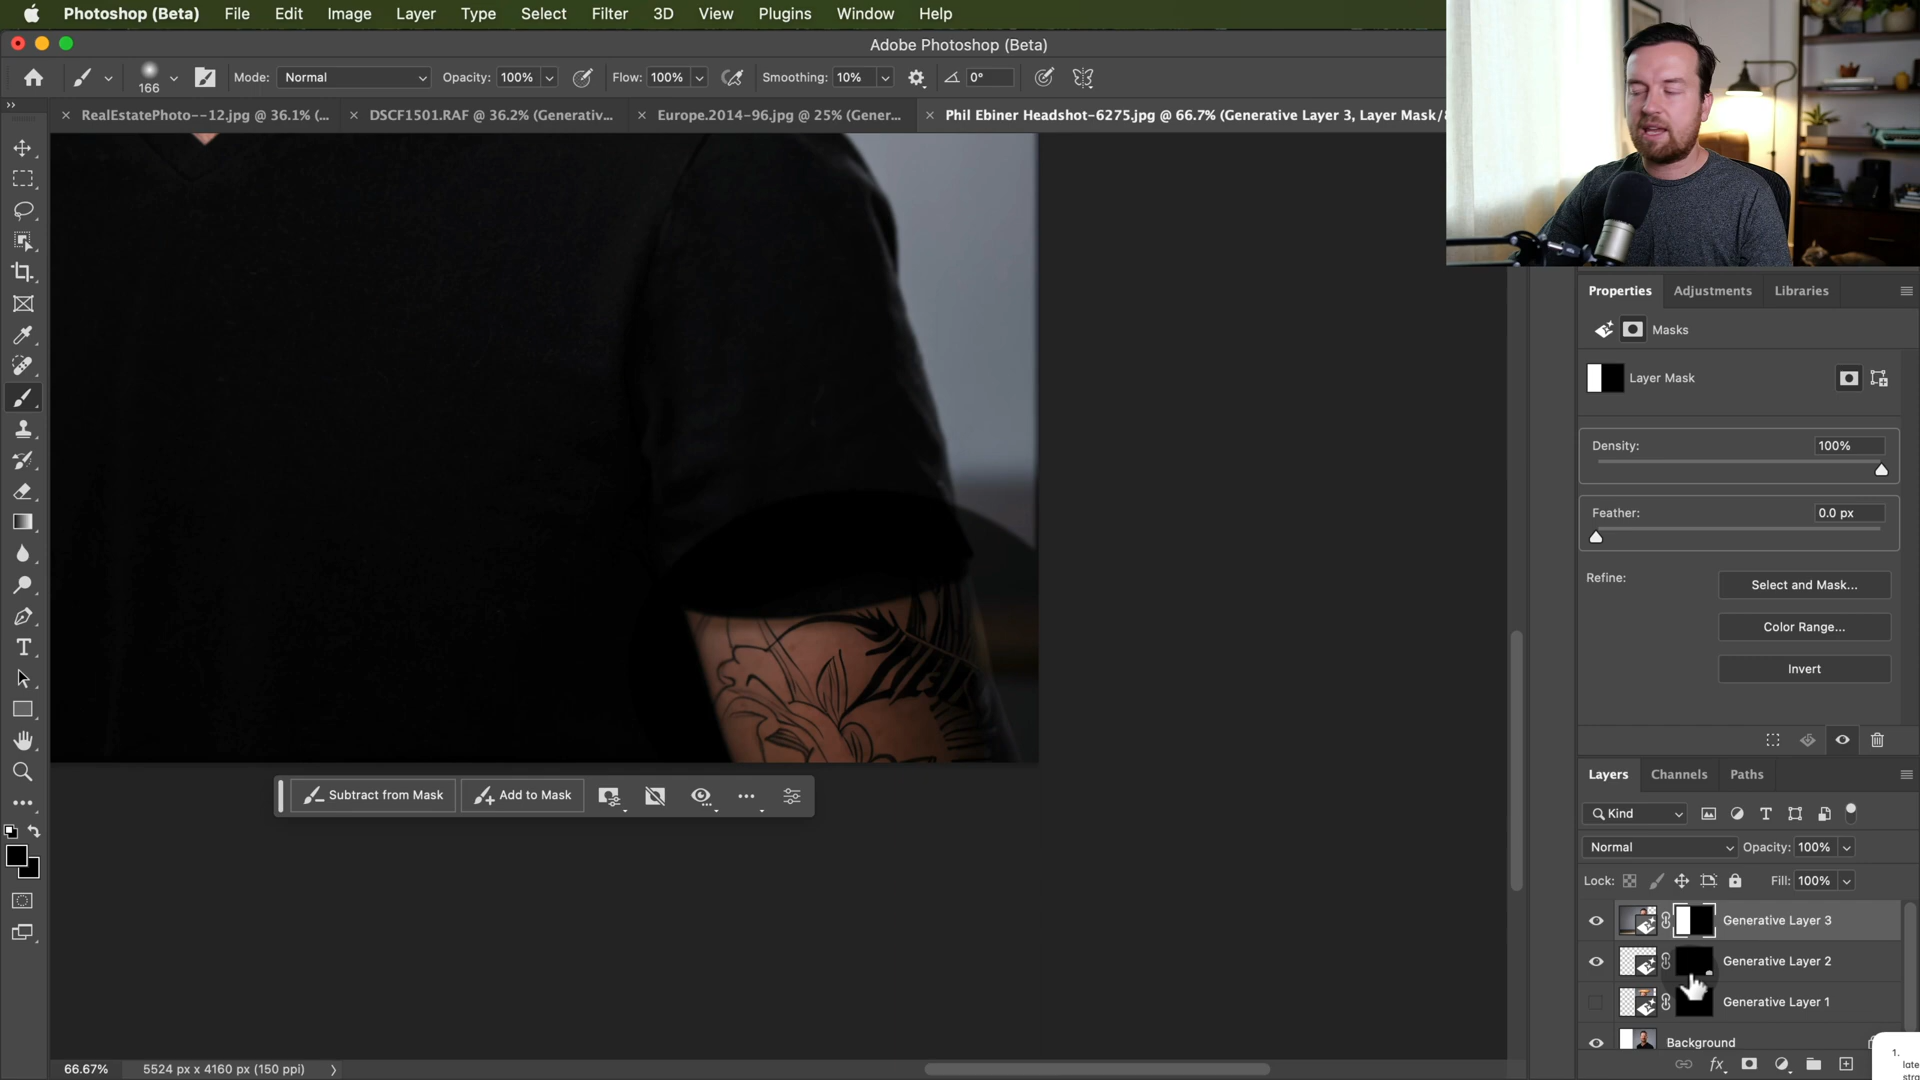 Photoshop (Beta) File Edit Image Layer Type Select Filter 3D View Plugins Window Help
Adobe Photoshop (Beta)
166 Mode: Normal Opacity: 100% Flow: 100% Smoothing: 10% 0°
RealEstatePhoto--12.jpg @ 36.1% (... DSCF1501.RAF @ 36.2% (Generativ... Europe.2014-96.jpg @ 25% (Gener... Phil Ebiner Headshot-6275.jpg @ 66.7% (Generative Layer 3, Layer Mask/
Properties Adjustments Libraries
Masks
Layer Mask
Density: 100%
Feather: 0.0 px
Refine: Select and Mask...
Color Range...
Invert
Layers Channels Paths
Subtract from Mask Add to Mask
Kind
Normal Opacity: 100%
Lock: Fill: 100%
Generative Layer 3
Generative Layer 2
Generative Layer 1
Background
66.67% 5524 px x 4160 px (150 ppi)
1.
late